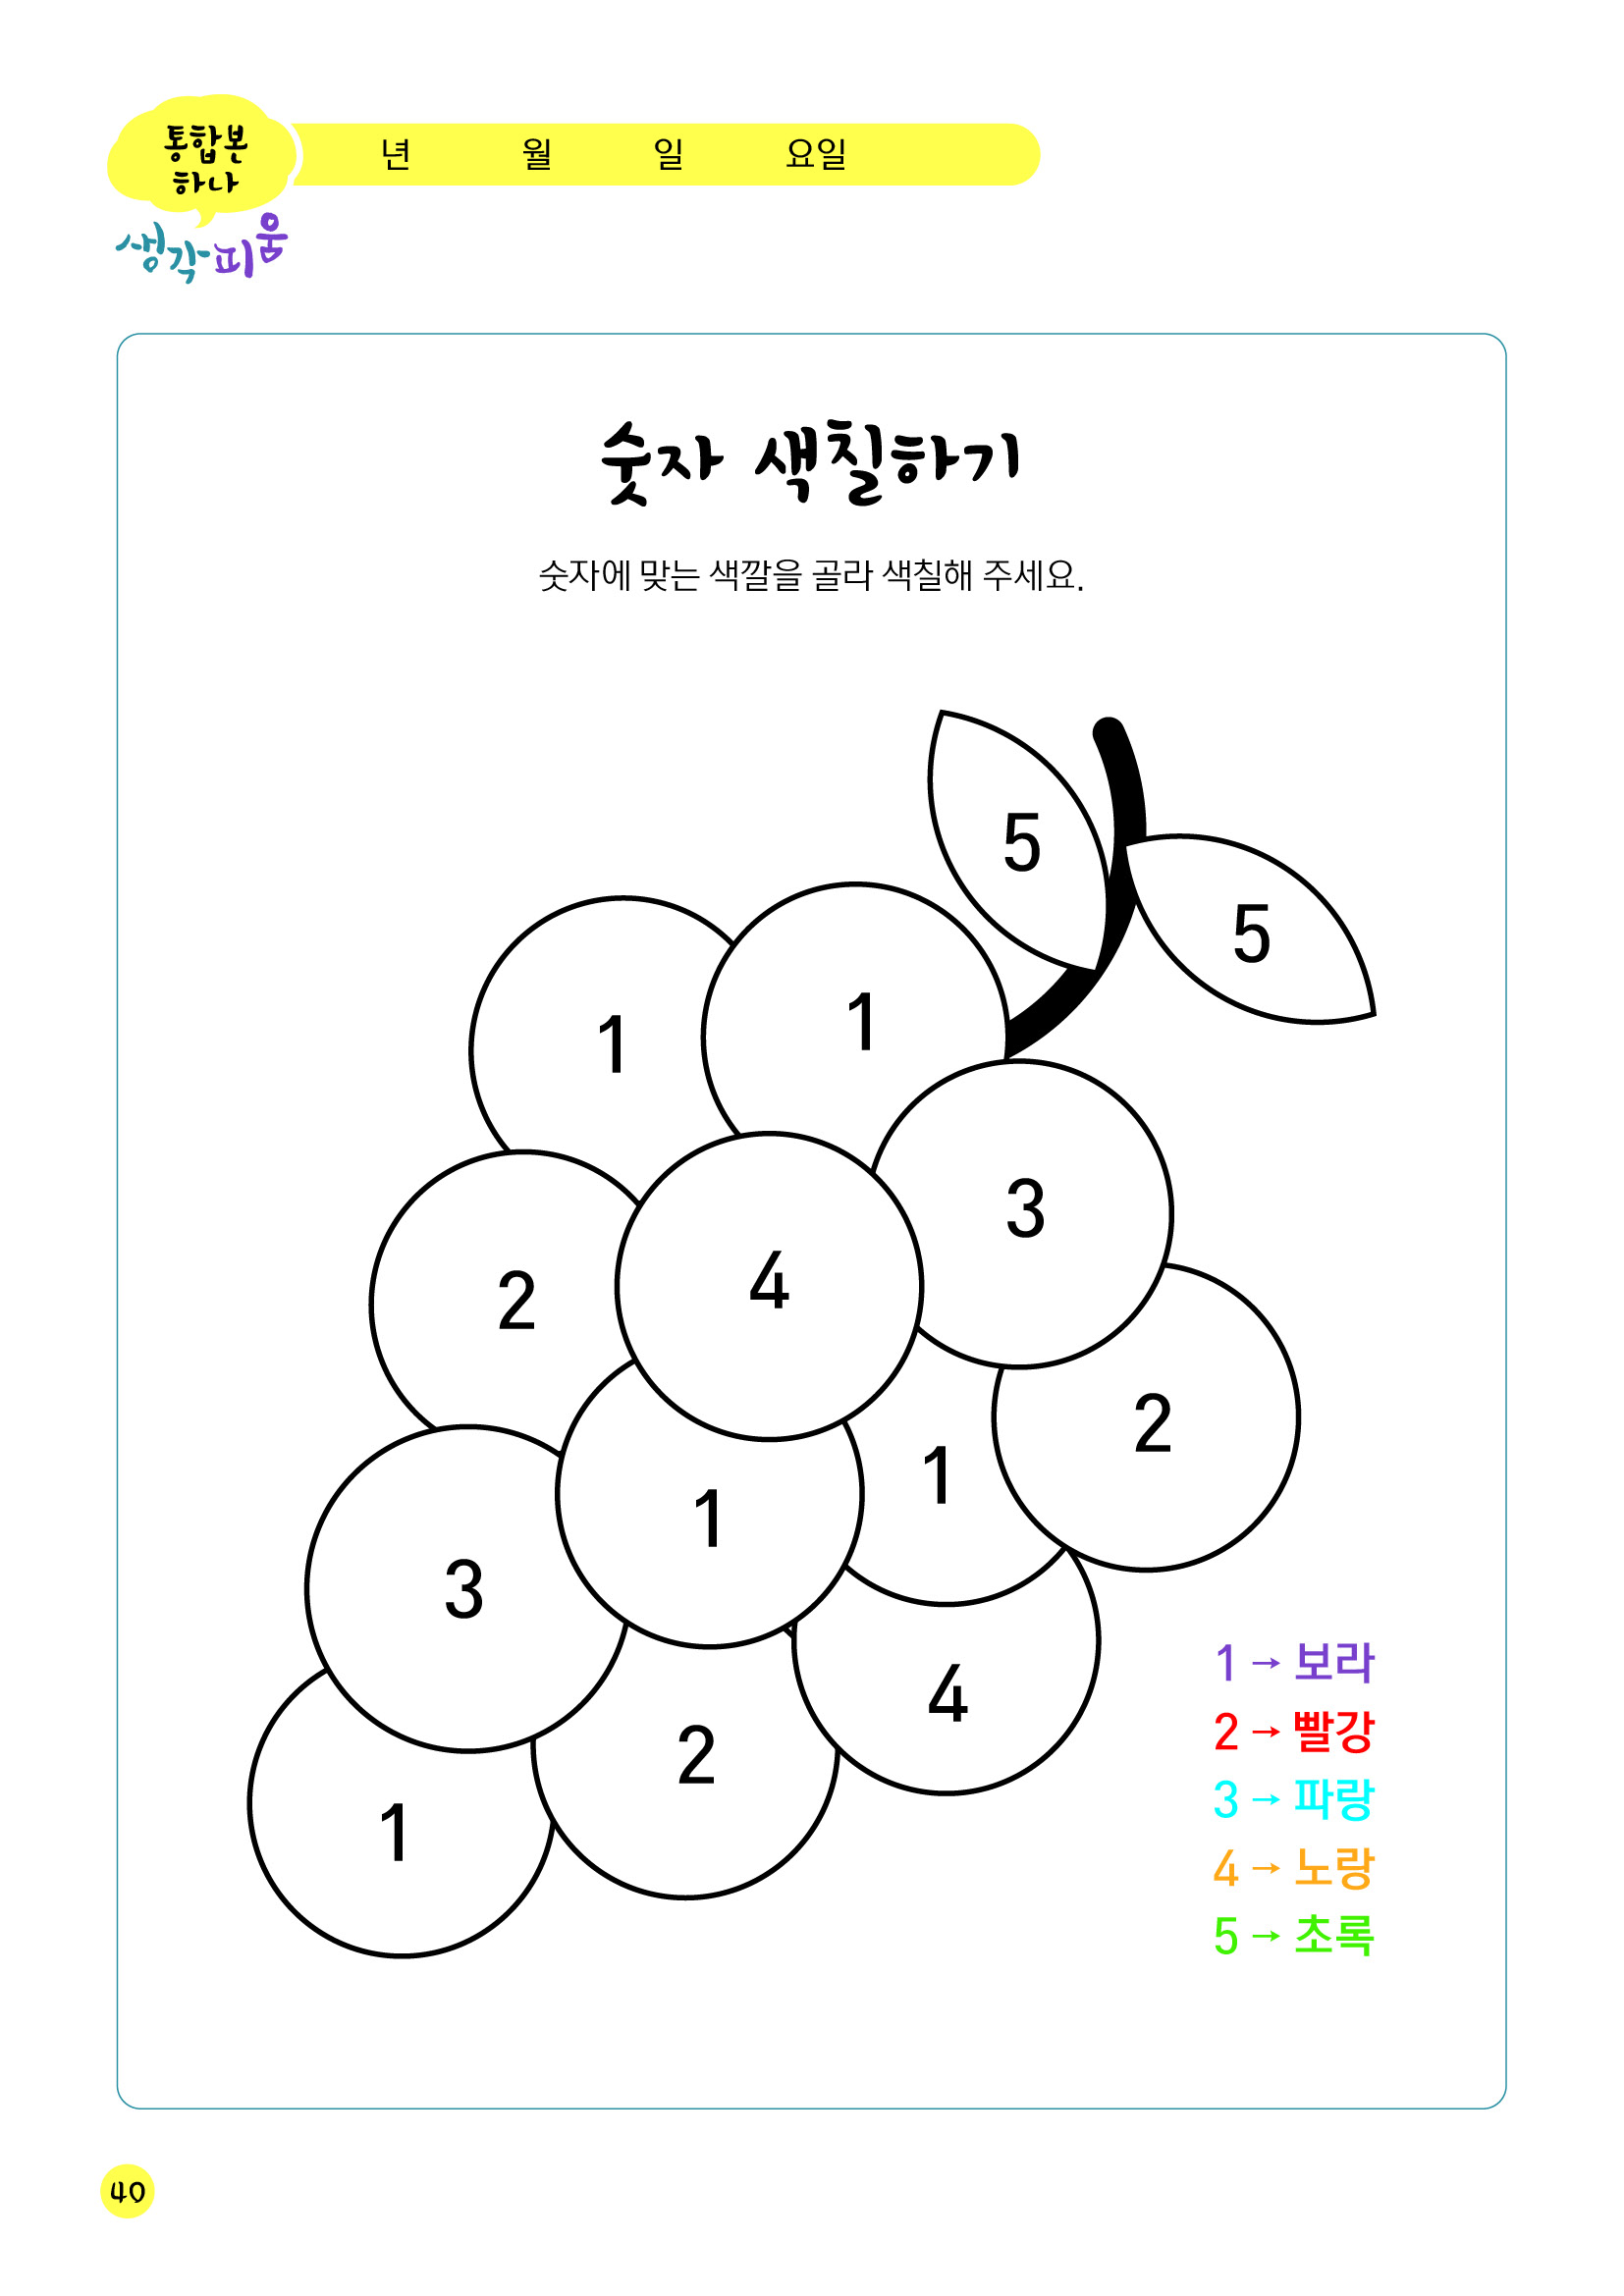 통합본
하나
생각피움
년 월 일 요일
숫자 색칠하기
숫자에 맞는 색깔을 골라 색칠해 주세요.
5
5
1
1
3
4
2
2
1
1
3
4
2
1
1 → 보라
2 → 빨강
3 → 파랑
4 → 노랑
5 → 초록
40